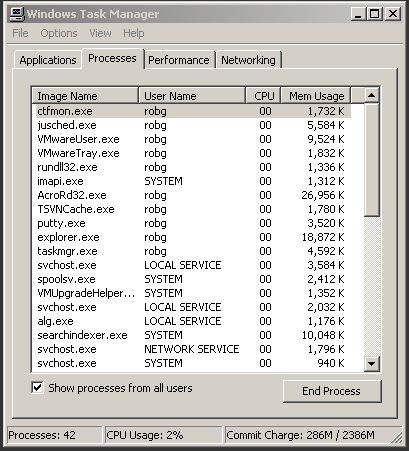 Windows Task Manager
File Options View Help
Applications Processes Performance Networking
Image Name User Name CPU Mem Usage
ctfmon.exe robg 00 1,732 K
jusched.exe robg 00 5,584 K
VMwareUser.exe robg 00 9,524 K
VMwareTray.exe robg 00 1,832 K
rundll32.exe robg 00 1,336 K
imapi.exe SYSTEM 00 1,312 K
AcroRd32.exe robg 00 26,956 K
TSVNCache.exe robg 00 1,780 K
putty.exe robg 00 3,520 K
explorer.exe robg 00 18,872 K
taskmgr.exe robg 00 4,592 K
svchost.exe LOCAL SERVICE 00 3,584 K
spoolsv.exe SYSTEM 00 2,412 K
VMUpgradeHelper... SYSTEM 00 1,352 K
svchost.exe LOCAL SERVICE 00 2,032 K
alg.exe LOCAL SERVICE 00 1,176 K
searchindexer.exe SYSTEM 00 10,048 K
svchost.exe NETWORK SERVICE 00 1,796 K
svchost.exe SYSTEM 00 940 K
Show processes from all users End Process
Processes: 42 CPU Usage: 2% Commit Charge: 286M / 2386M